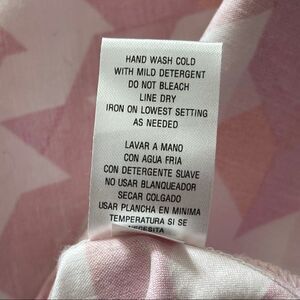 HAND WASH COLD
WITH MILD DETERGENT
DO NOT BLEACH
LINE DRY
IRON ON LOWEST SETTING
AS NEEDED
LAVAR A MANO
CON AGUA FRIA
CON DETERGENTE SUAVE
NO USAR BLANQUEADOR
SECAR COLGADO
USAR PLANCHA EN MINIMA
TEMPERATURA SI SE
NECESITA